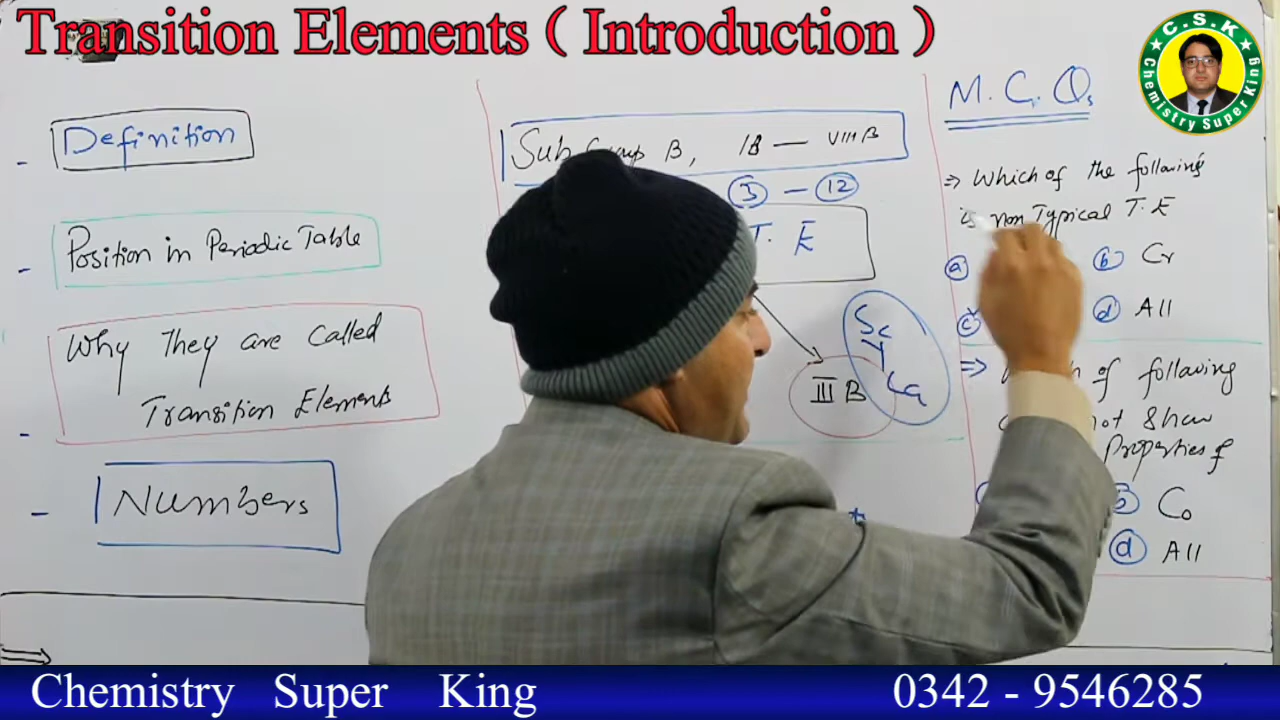 Transition Elements ( Introduction )
C.S.K
Chemistry Super King
- Definition
- Position in Periodic Table
- Why They are called
Transition Elements
- Numbers
Sub Group B, IB — VIII B
3 - 12
T. E
Sc
Y
La
III B
M. C. Qs
⇒ Which of the following
is non Typical T. E
a b Cr
c d All
⇒ of following
not Show
Properties of
b Co
d All
Chemistry Super King
0342 - 9546285